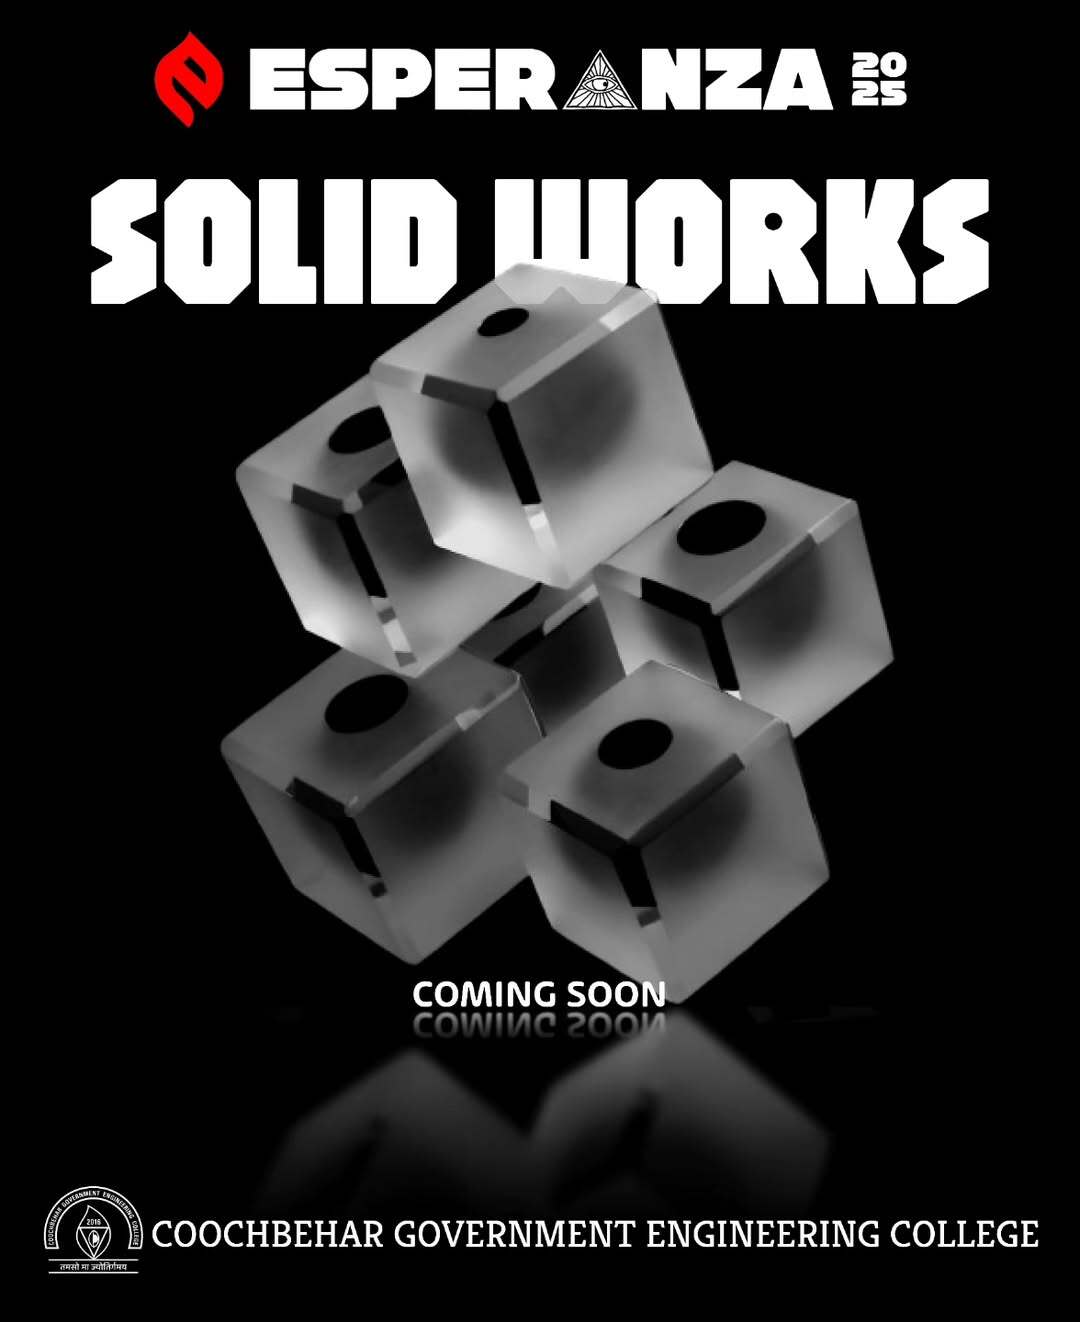 ESPERANZA 2025
SOLID WORKS
COMING SOON
COOCHBEHAR GOVERNMENT ENGINEERING COLLEGE
2016
तमसो मा ज्योतिर्गमय
COOCHBEHAR GOVERNMENT ENGINEERING COLLEGE